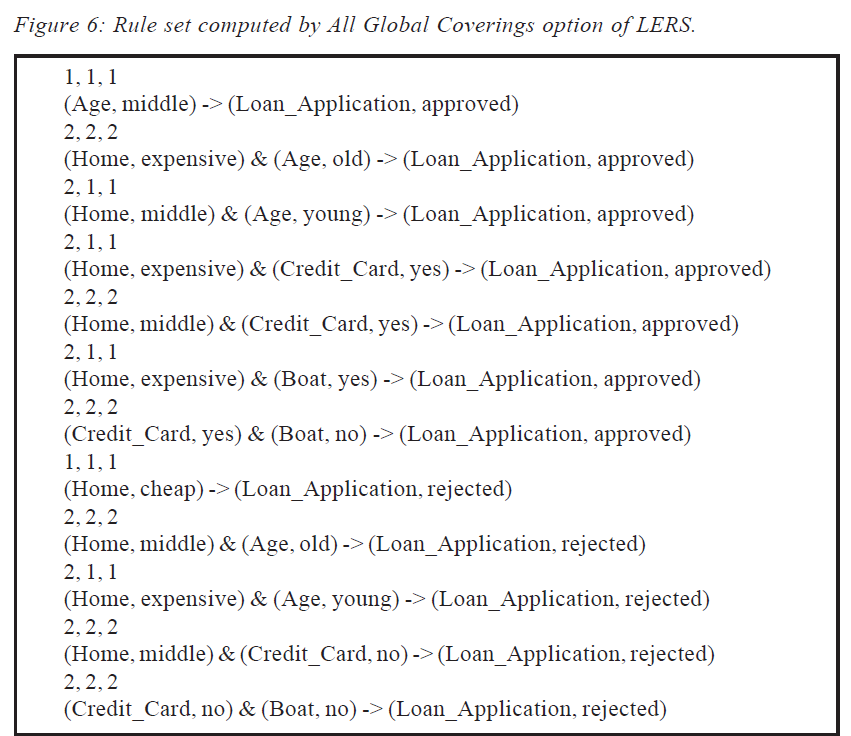 Figure 6: Rule set computed by All Global Coverings option of LERS.
1, 1, 1
(Age, middle) -> (Loan_Application, approved)
2, 2, 2
(Home, expensive) & (Age, old) -> (Loan_Application, approved)
2, 1, 1
(Home, middle) & (Age, young) -> (Loan_Application, approved)
2, 1, 1
(Home, expensive) & (Credit_Card, yes) -> (Loan_Application, approved)
2, 2, 2
(Home, middle) & (Credit_Card, yes) -> (Loan_Application, approved)
2, 1, 1
(Home, expensive) & (Boat, yes) -> (Loan_Application, approved)
2, 2, 2
(Credit_Card, yes) & (Boat, no) -> (Loan_Application, approved)
1, 1, 1
(Home, cheap) -> (Loan_Application, rejected)
2, 2, 2
(Home, middle) & (Age, old) -> (Loan_Application, rejected)
2, 1, 1
(Home, expensive) & (Age, young) -> (Loan_Application, rejected)
2, 2, 2
(Home, middle) & (Credit_Card, no) -> (Loan_Application, rejected)
2, 2, 2
(Credit_Card, no) & (Boat, no) -> (Loan_Application, rejected)